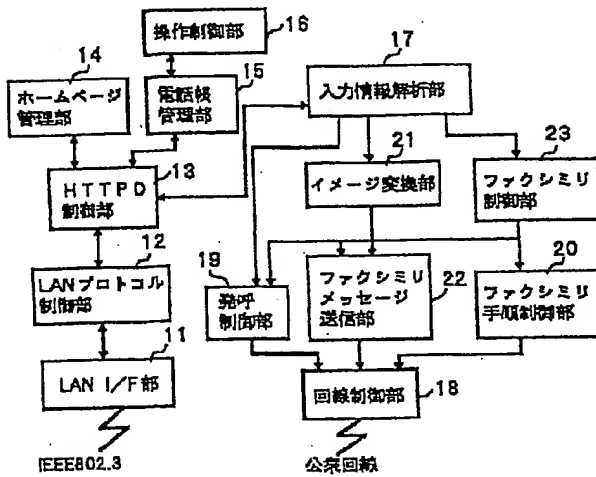 操作制御部
16
14
15
17
ホームページ
管理部
電話帳
管理部
入力情報解析部
13
21
23
HTTPD
制御部
イメージ変換部
ファクシミリ
制御部
12
19
20
LANプロトコル
制御部
発呼
制御部
ファクシミリ
メッセージ
送信部
22
ファクシミリ
手順制御部
11
LAN I/F部
回線制御部
18
IEEE802.3
公衆回線